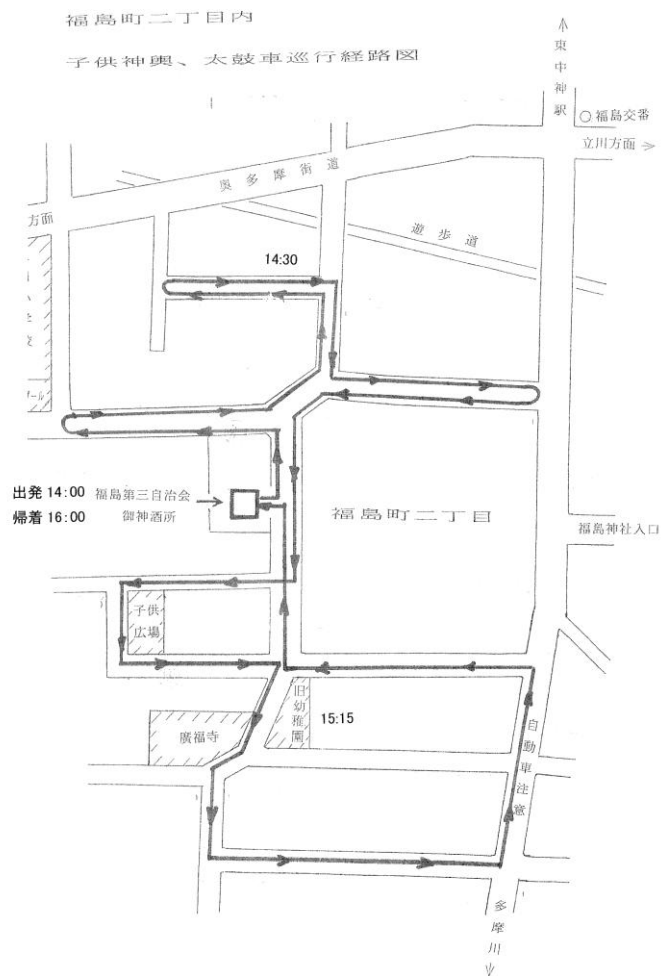 福島町二丁目内
子供神輿、太鼓車巡行経路図
東中神駅
福島交番
立川方面
奥多摩街道
方面
遊歩道
14:30
出発 14:00
帰着 16:00
福島第三自治会
御神酒所
福島町二丁目
福島神社入口
子供
広場
旧幼稚園
15:15
廣福寺
自動車注意
多摩川